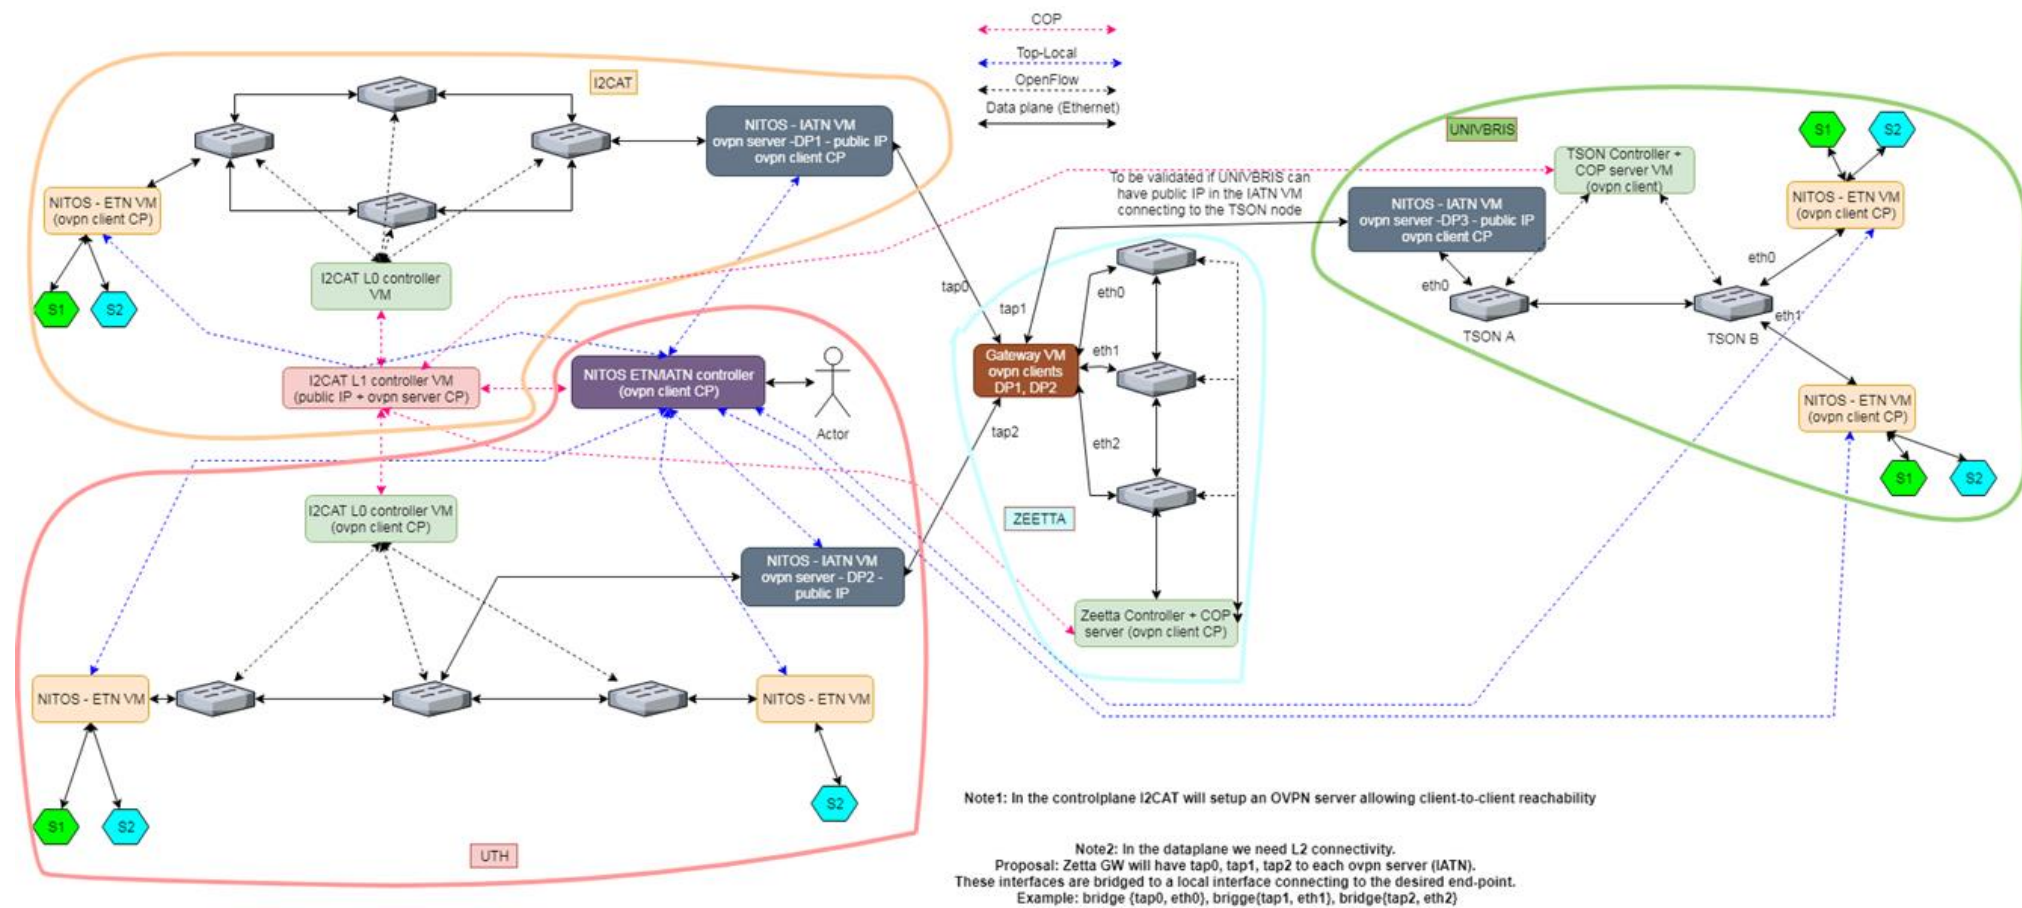 COP
Top-Local
OpenFlow
Data plane (Ethernet)
I2CAT
NITOS - IATN VM
ovpn server -DP1 - public IP
ovpn client CP
NITOS - ETN VM
(ovpn client CP)
S1
S2
I2CAT L0 controller
VM
I2CAT L1 controller VM
(public IP + ovpn server CP)
NITOS ETN/IATN controller
(ovpn client CP)
Actor
I2CAT L0 controller VM
(ovpn client CP)
NITOS - IATN VM
ovpn server - DP2 -
public IP
NITOS - ETN VM
NITOS - ETN VM
S1
S2
S2
UTH
tap0
tap1
tap2
Gateway VM
ovpn clients
DP1, DP2
eth0
eth1
eth2
ZEETTA
Zeetta Controller + COP
server (ovpn client CP)
To be validated if UNIVBRIS can
have public IP in the IATN VM
connecting to the TSON node
UNIVBRIS
TSON Controller +
COP server VM
(ovpn client)
NITOS - IATN VM
ovpn server -DP3 - public IP
ovpn client CP
S1
S2
NITOS - ETN VM
(ovpn client CP)
eth0
eth0
eth1
TSON A
TSON B
NITOS - ETN VM
(ovpn client CP)
S1
S2
Note1: In the controlplane I2CAT will setup an OVPN server allowing client-to-client reachability
Note2: In the dataplane we need L2 connectivity.
Proposal: Zetta GW will have tap0, tap1, tap2 to each ovpn server (IATN).
These interfaces are bridged to a local interface connecting to the desired end-point.
Example: bridge {tap0, eth0}, brigge{tap1, eth1}, bridge{tap2, eth2}